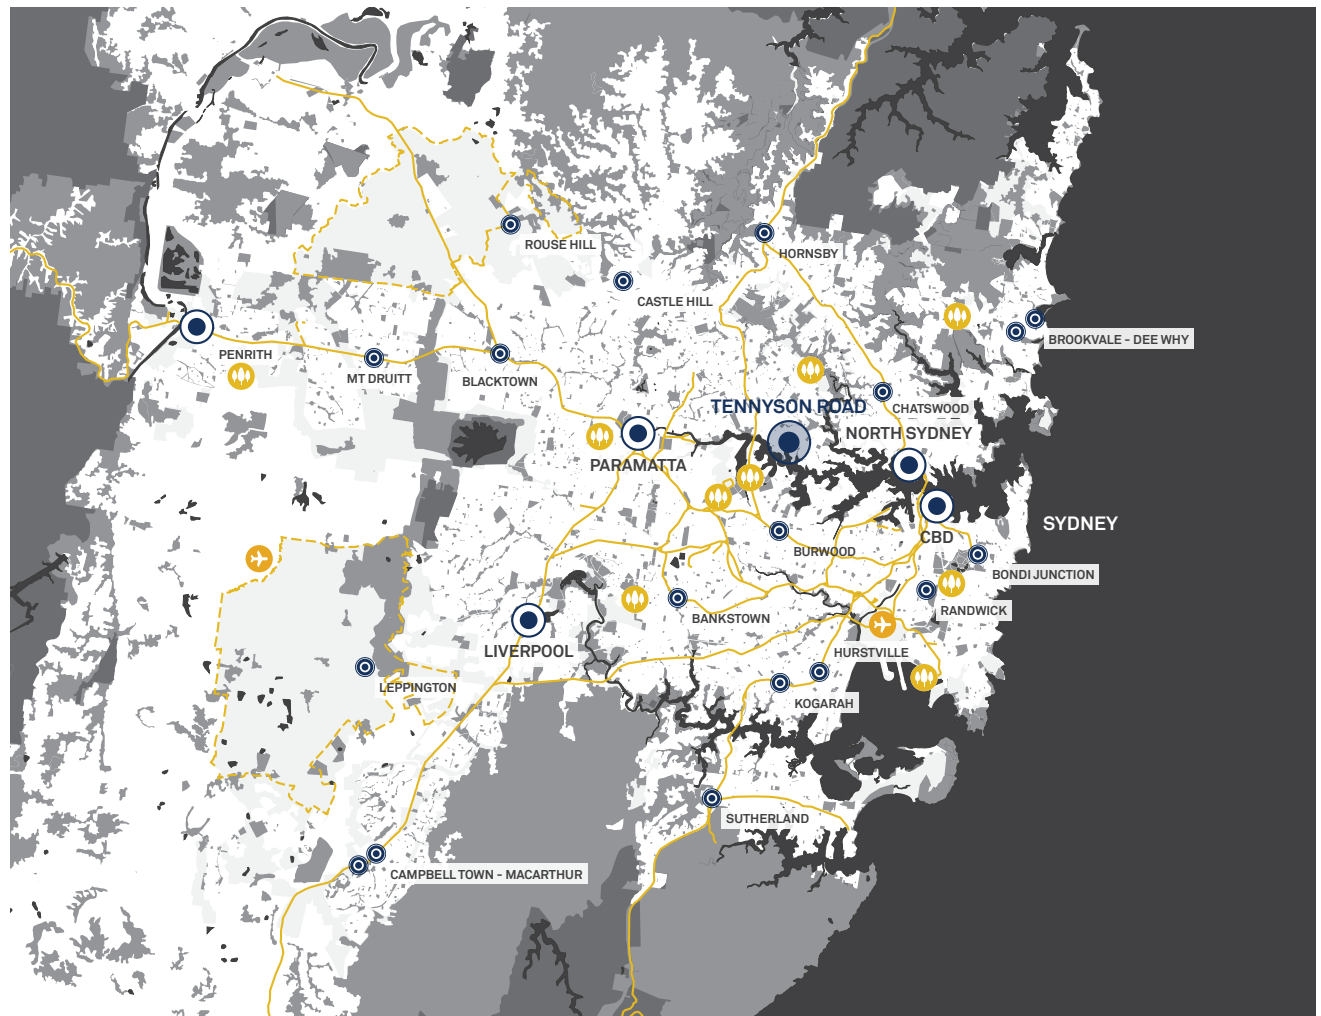 ROUSE HILL
HORNSBY
CASTLE HILL
BROOKVALE - DEE WHY
PENRITH
MT DRUITT
BLACKTOWN
TENNYSON ROAD
CHATSWOOD
NORTH SYDNEY
PARAMATTA
SYDNEY
CBD
BURWOOD
BONDI JUNCTION
RANDWICK
BANKSTOWN
LIVERPOOL
HURSTVILLE
LEPPINGTON
KOGARAH
SUTHERLAND
CAMPBELL TOWN - MACARTHUR